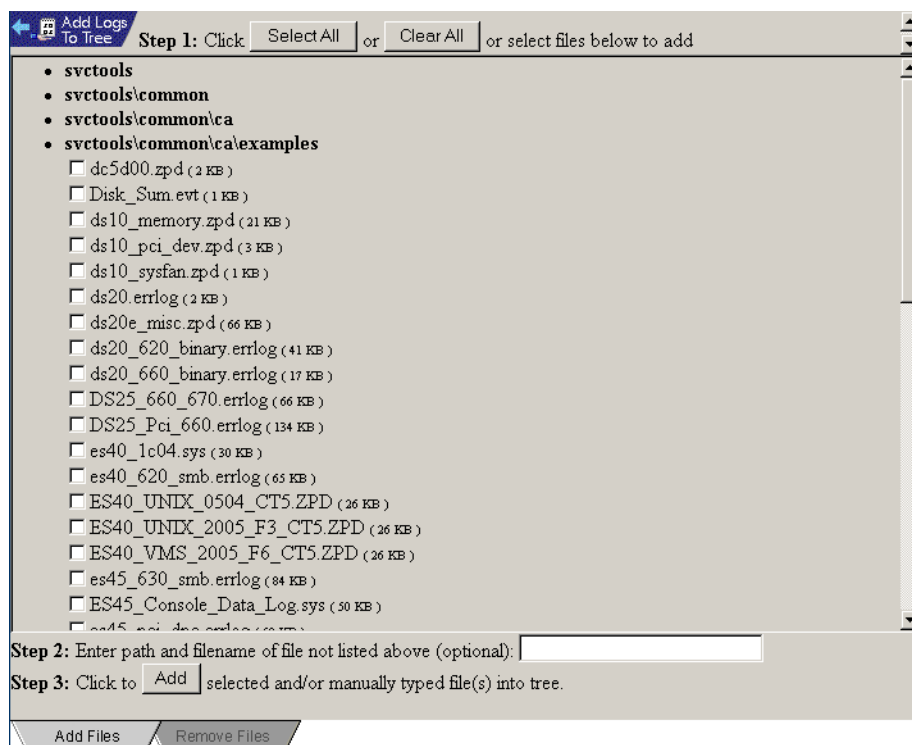 Add Logs
To Tree
Step 1: Click Select All or Clear All or select files below to add
• svctools
• svctools\common
• svctools\common\ca
• svctools\common\ca\examples
dc5d00.zpd (2 KB)
Disk_Sum.evt (1 KB)
ds10_memory.zpd (21 KB)
ds10_pci_dev.zpd (3 KB)
ds10_sysfan.zpd (1 KB)
ds20.errlog (2 KB)
ds20e_misc.zpd (66 KB)
ds20_620_binary.errlog (41 KB)
ds20_660_binary.errlog (17 KB)
DS25_660_670.errlog (66 KB)
DS25_Pci_660.errlog (134 KB)
es40_1c04.sys (30 KB)
es40_620_smb.errlog (65 KB)
ES40_UNIX_0504_CT5.ZPD (26 KB)
ES40_UNIX_2005_F3_CT5.ZPD (26 KB)
ES40_VMS_2005_F6_CT5.ZPD (26 KB)
es45_630_smb.errlog (84 KB)
ES45_Console_Data_Log.sys (50 KB)
Step 2: Enter path and filename of file not listed above (optional):
Step 3: Click to Add selected and/or manually typed file(s) into tree.
Add Files Remove Files